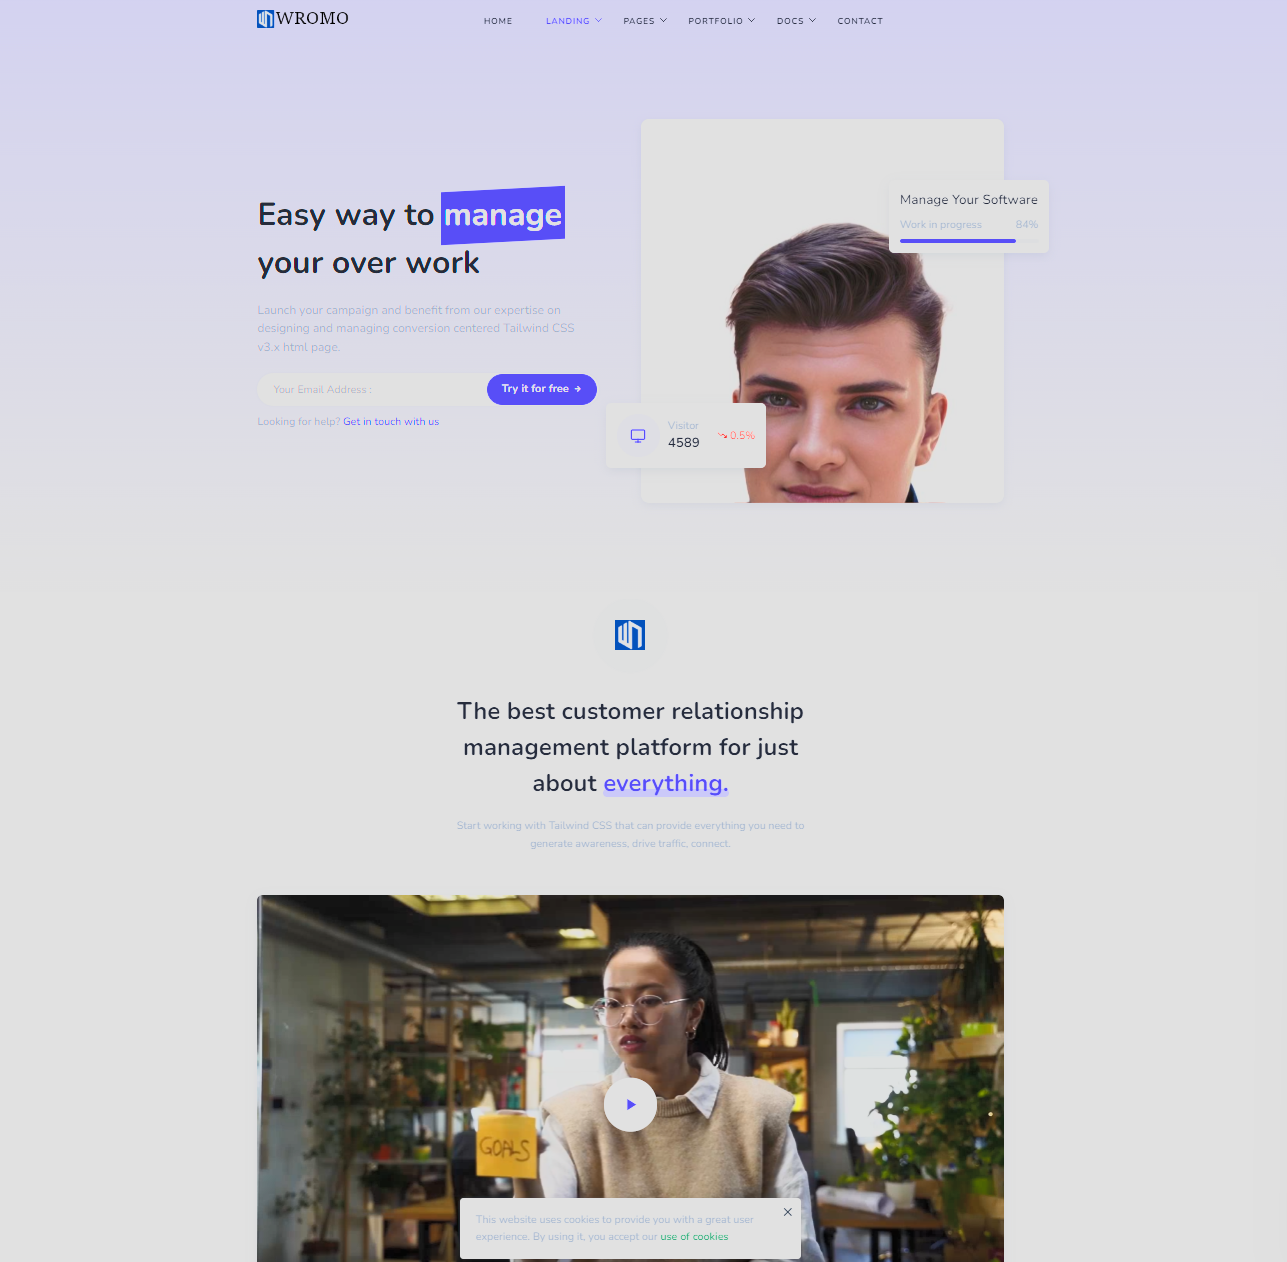 WROMO
HOME LANDING PAGES PORTFOLIO DOCS CONTACT
Easy way to manage
your over work
Launch your campaign and benefit from our expertise on
designing and managing conversion centered Tailwind CSS
v3.x html page.
Your Email Address :
Try it for free
Looking for help? Get in touch with us
Manage Your Software
Work in progress 84%
Visitor
4589
0.5%
The best customer relationship
management platform for just
about everything.
Start working with Tailwind CSS that can provide everything you need to
generate awareness, drive traffic, connect.
GOALS
This website uses cookies to provide you with a great user
experience. By using it, you accept our use of cookies